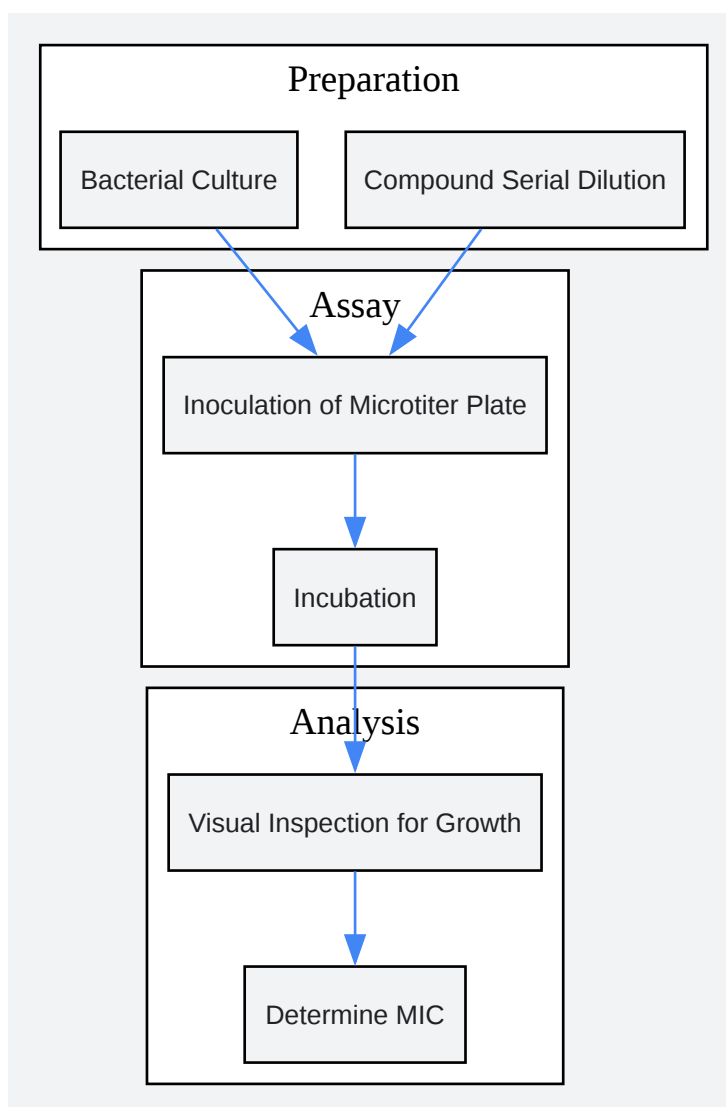 Preparation
Bacterial Culture
Compound Serial Dilution
Assay
Inoculation of Microtiter Plate
Incubation
Analysis
Visual Inspection for Growth
Determine MIC